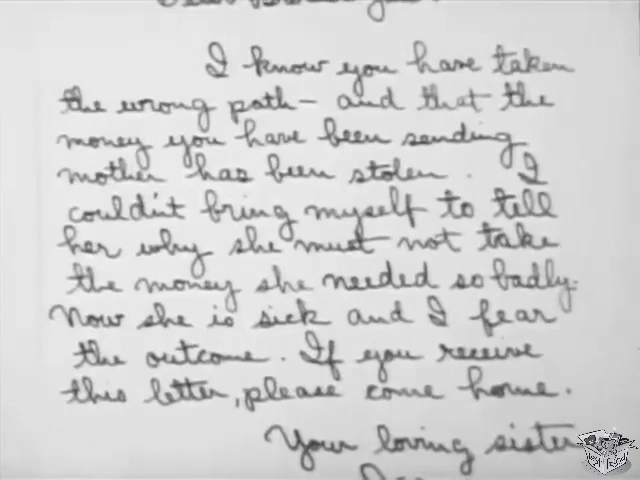 I know you have taken
the wrong path – and that the
money you have been sending
mother has been stolen. I
couldn't bring myself to tell
her why she must not take
the money she needed so badly.
Now she is sick and I fear
the outcome. If you receive
this letter, please come home.
Your loving sister